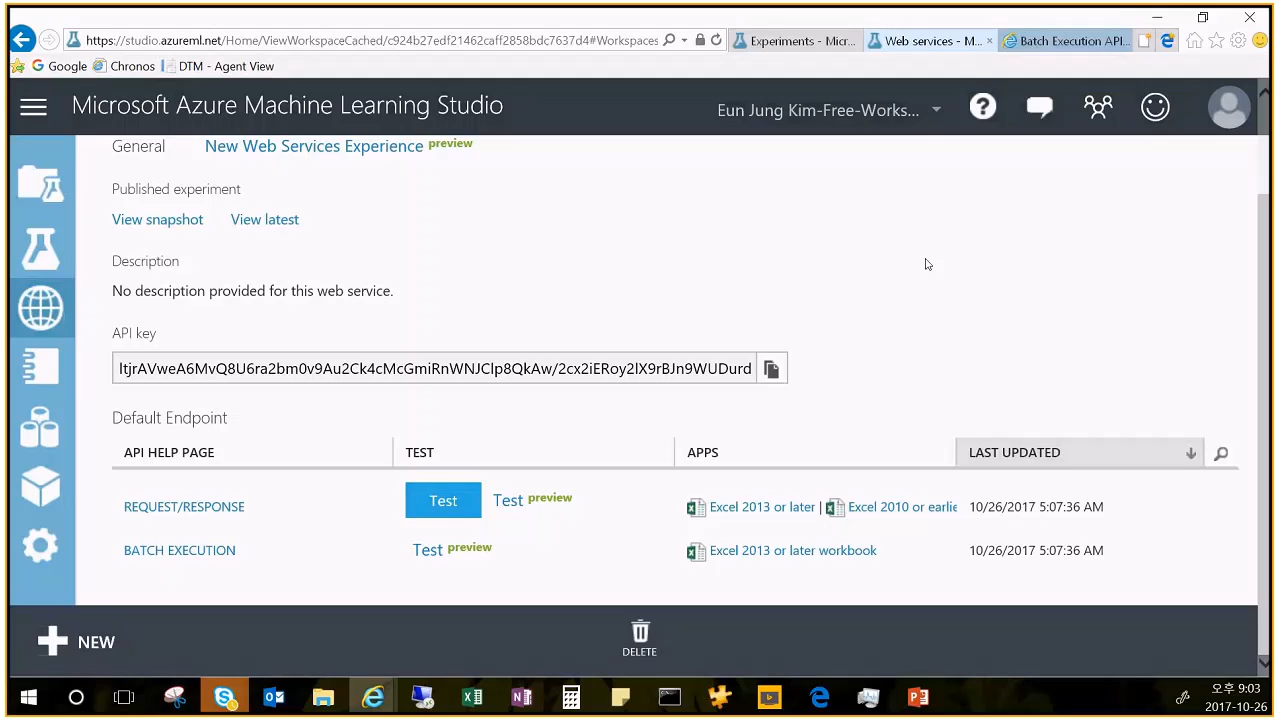 https://studio.azureml.net/Home/ViewWorkspaceCached/c924b27edf21462caff2858bdc7637d4#Workspaces
Experiments - Micr...
Web services - M...
Batch Execution API...
Google
Chronos
DTM - Agent View
Microsoft Azure Machine Learning Studio
Eun Jung Kim-Free-Works...
General
New Web Services Experience preview
Published experiment
View snapshot
View latest
Description
No description provided for this web service.
API key
ltjrAVweA6MvQ8U6ra2bm0v9Au2Ck4cMcGmiRnWNJClp8QkAw/2cx2iERoy2lX9rBJn9WUDurd
Default Endpoint
API HELP PAGE
TEST
APPS
LAST UPDATED
REQUEST/RESPONSE
Test
Test preview
Excel 2013 or later | Excel 2010 or earlie
10/26/2017 5:07:36 AM
BATCH EXECUTION
Test preview
Excel 2013 or later workbook
10/26/2017 5:07:36 AM
NEW
DELETE
오후 9:03
2017-10-26